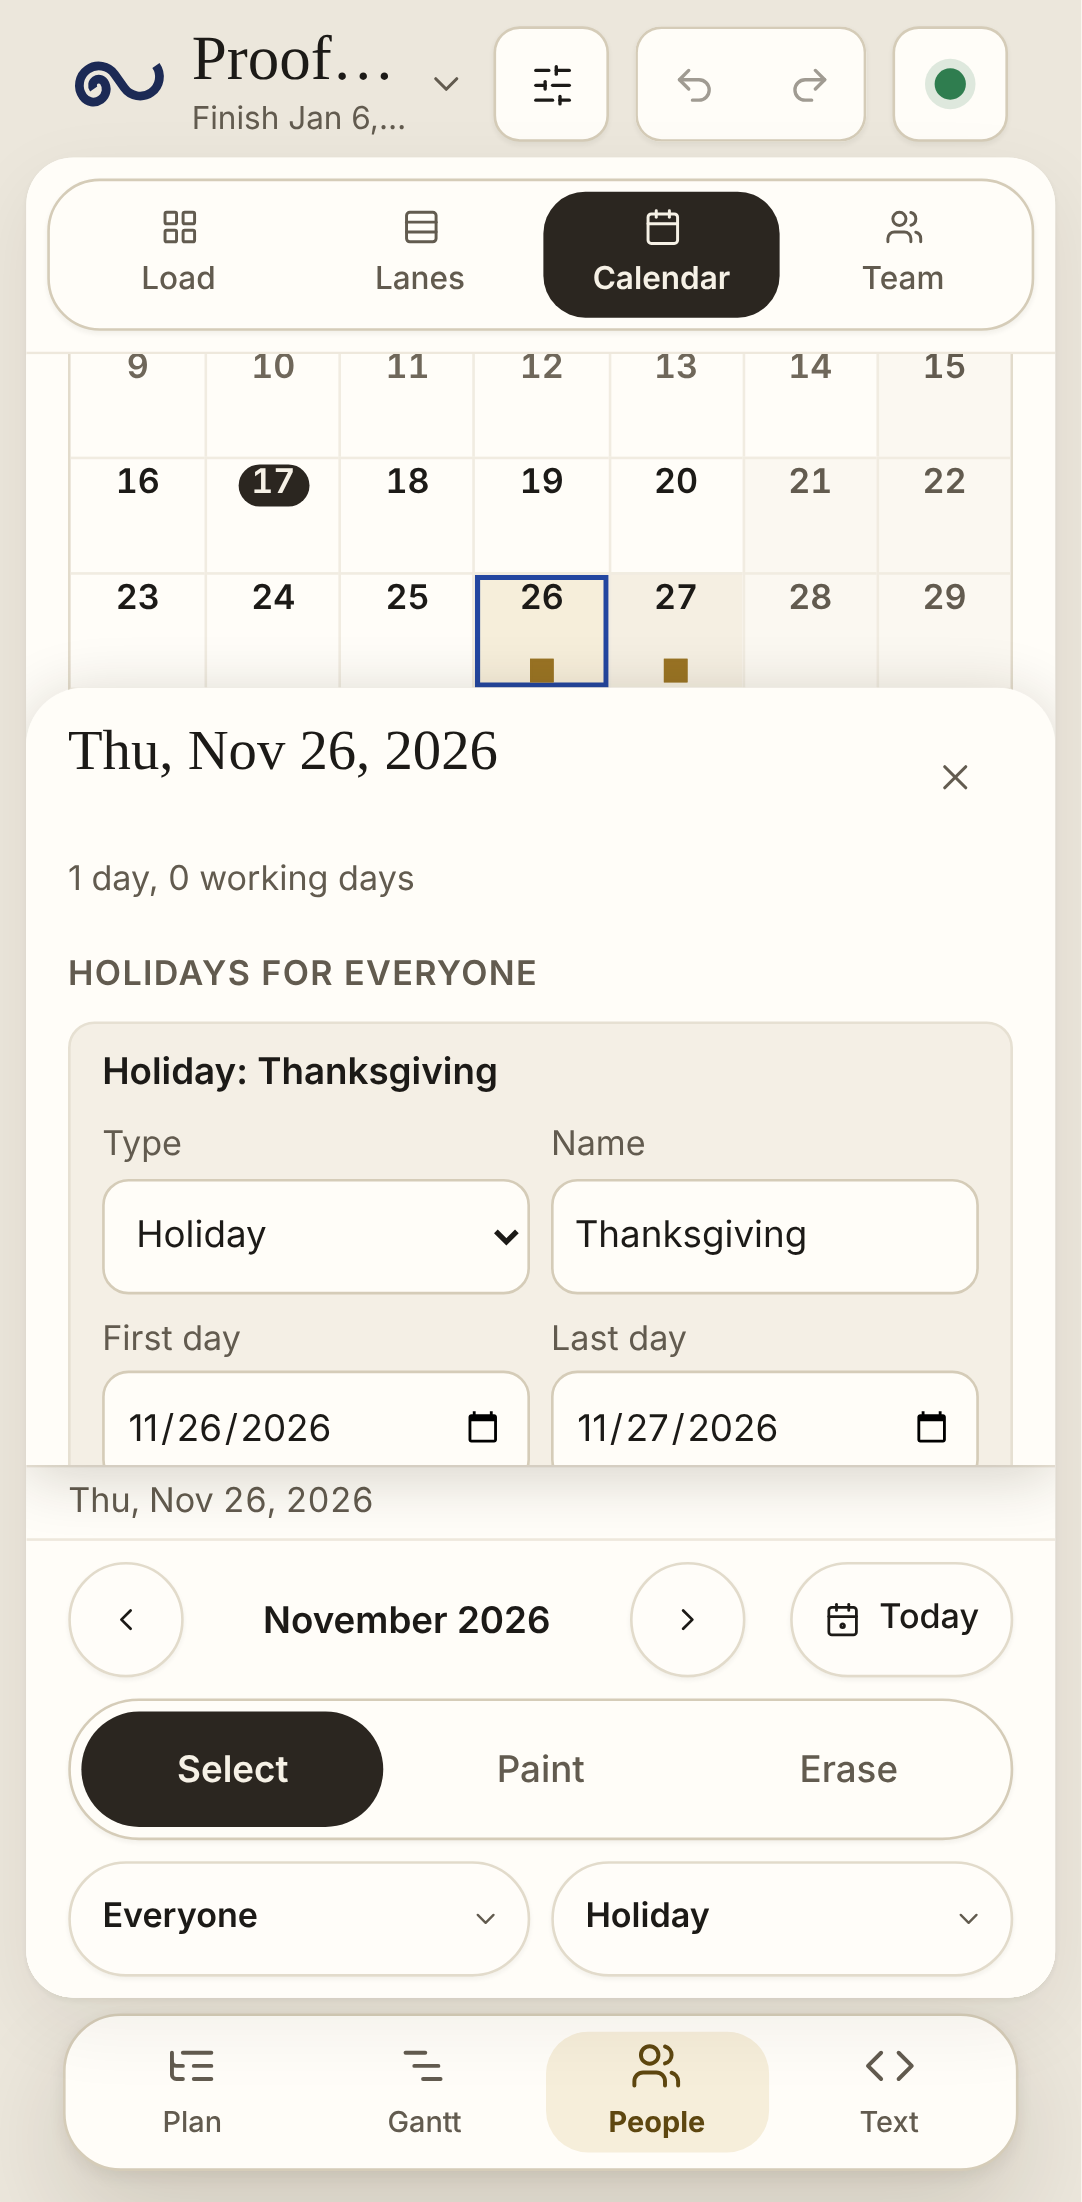 Proof...
Finish Jan 6,...
Load Lanes Calendar Team
9 10 11 12 13 14 15
16 17 18 19 20 21 22
23 24 25 26 27 28 29
Thu, Nov 26, 2026
1 day, 0 working days
HOLIDAYS FOR EVERYONE
Holiday: Thanksgiving
Type Name
Holiday Thanksgiving
First day Last day
11/26/2026 11/27/2026
Thu, Nov 26, 2026
November 2026 Today
Select Paint Erase
Everyone Holiday
Plan Gantt People Text